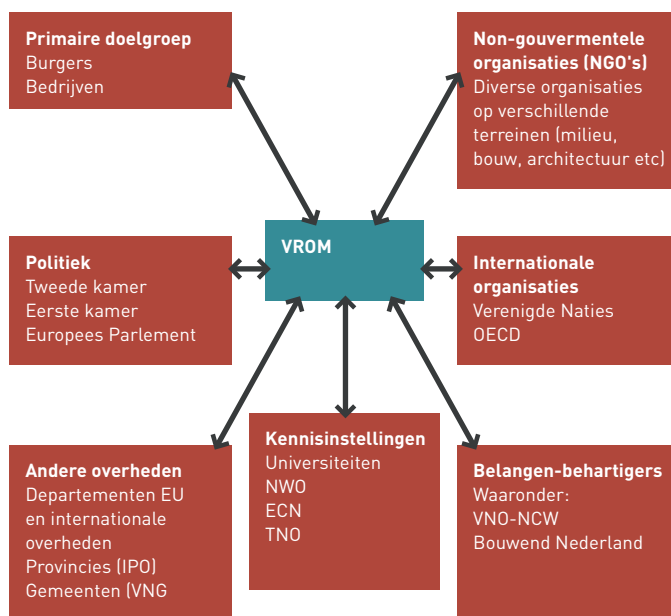 Primaire doelgroep
Burgers
Bedrijven
Non-gouvermentele
organisaties (NGO's)
Diverse organisaties
op verschillende
terreinen (milieu,
bouw, architectuur etc)
VROM
Politiek
Tweede kamer
Eerste kamer
Europees Parlement
Internationale
organisaties
Verenigde Naties
OECD
Andere overheden
Departementen EU
en internationale
overheden
Provincies (IPO)
Gemeenten (VNG
Kennisinstellingen
Universiteiten
NWO
ECN
TNO
Belangen-behartigers
Waaronder:
VNO-NCW
Bouwend Nederland